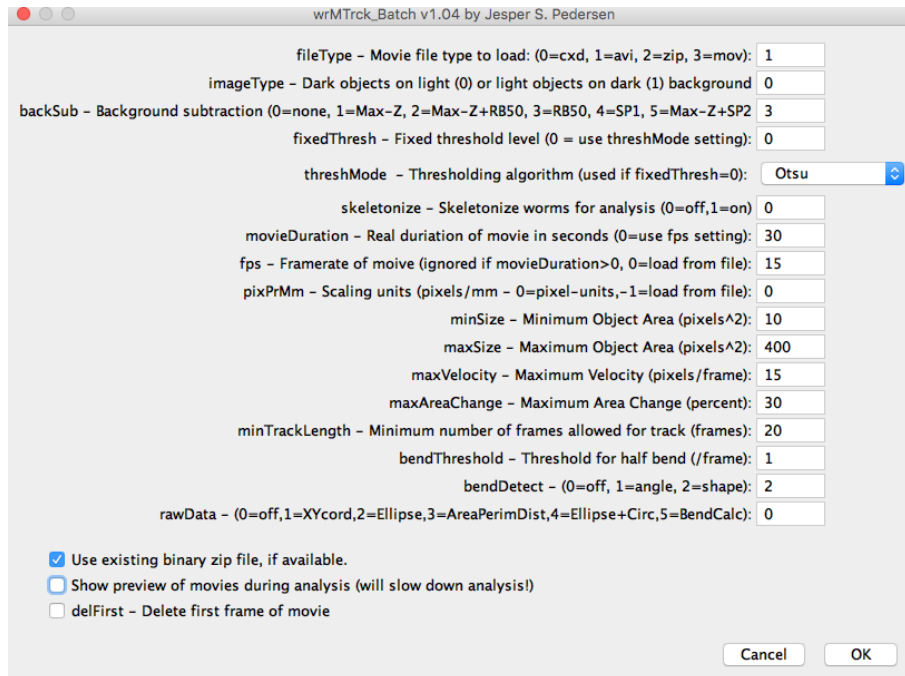 wrMTrck_Batch v1.04 by Jesper S. Pedersen
fileType – Movie file type to load: (0=cxd, 1=avi, 2=zip, 3=mov): 1
imageType – Dark objects on light (0) or light objects on dark (1) background 0
backSub – Background subtraction (0=none, 1=Max-Z, 2=Max-Z+RB50, 3=RB50, 4=SP1, 5=Max-Z+SP2 3
fixedThresh – Fixed threshold level (0 = use threshMode setting): 0
threshMode – Thresholding algorithm (used if fixedThresh=0): Otsu
skeletonize – Skeletonize worms for analysis (0=off,1=on) 0
movieDuration – Real duriation of movie in seconds (0=use fps setting): 30
fps – Framerate of moive (ignored if movieDuration>0, 0=load from file): 15
pixPrMm – Scaling units (pixels/mm – 0=pixel-units,-1=load from file): 0
minSize – Minimum Object Area (pixels^2): 10
maxSize – Maximum Object Area (pixels^2): 400
maxVelocity – Maximum Velocity (pixels/frame): 15
maxAreaChange – Maximum Area Change (percent): 30
minTrackLength – Minimum number of frames allowed for track (frames): 20
bendThreshold – Threshold for half bend (/frame): 1
bendDetect – (0=off, 1=angle, 2=shape): 2
rawData – (0=off,1=XYcord,2=Ellipse,3=AreaPerimDist,4=Ellipse+Circ,5=BendCalc): 0
Use existing binary zip file, if available.
Show preview of movies during analysis (will slow down analysis!)
delFirst – Delete first frame of movie
Cancel OK